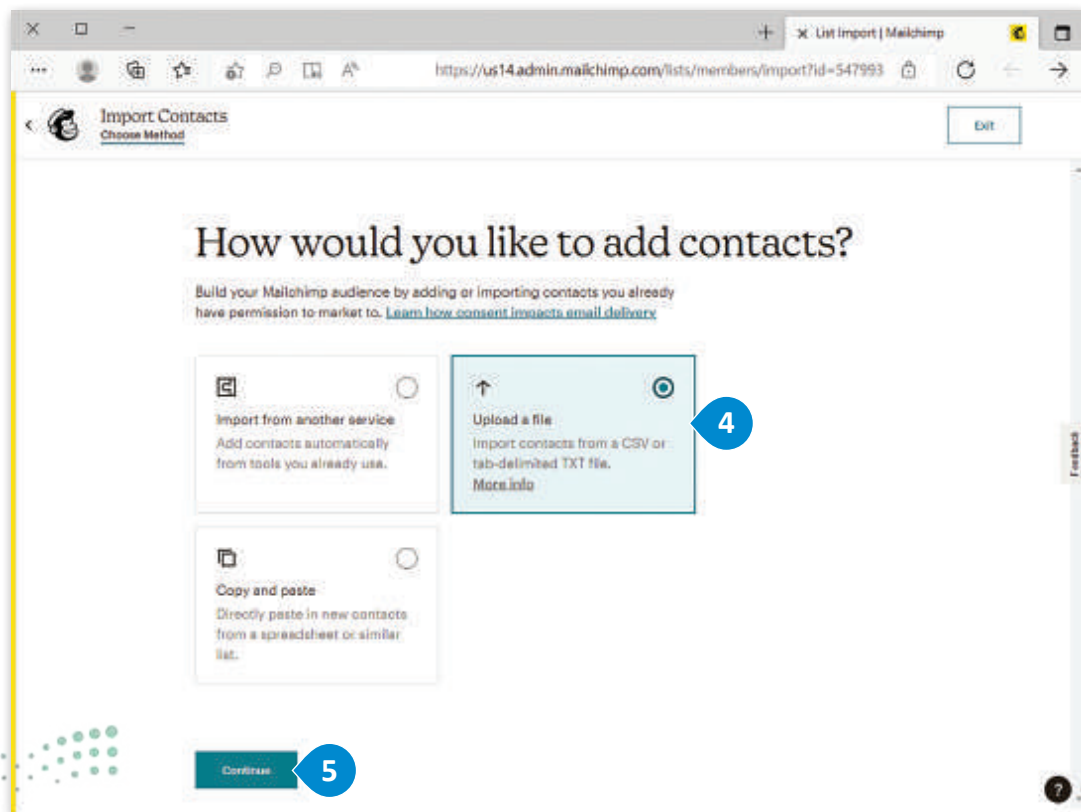 List Import | Mailchimp
https://us14.admin.mailchimp.com/lists/members/import?id=547993
Import Contacts
Choose Method
Exit
How would you like to add contacts?
Build your Mailchimp audience by adding or importing contacts you already
have permission to market to. Learn how consent impacts email delivery
Import from another service
Add contacts automatically
from tools you already use.
Upload a file
Import contacts from a CSV or
tab-delimited TXT file.
More info
4
Feedback
Copy and paste
Directly paste in new contacts
from a spreadsheet or similar
list.
Continue
5
?